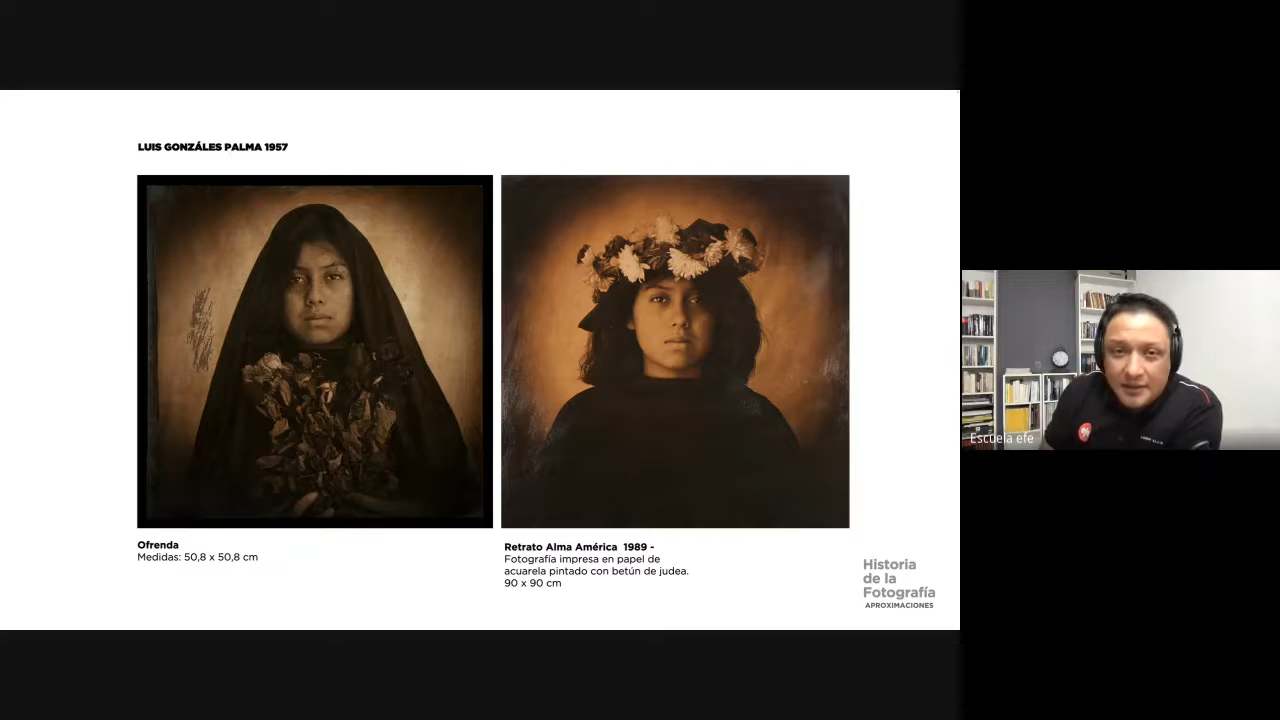 LUIS GONZÁLES PALMA 1957
Ofrenda
Medidas: 50,8 x 50,8 cm
Retrato Alma América 1989 -
Fotografía impresa en papel de
acuarela pintado con betún de judea.
90 x 90 cm
Historia
de la
Fotografía
APROXIMACIONES
Escuela efe